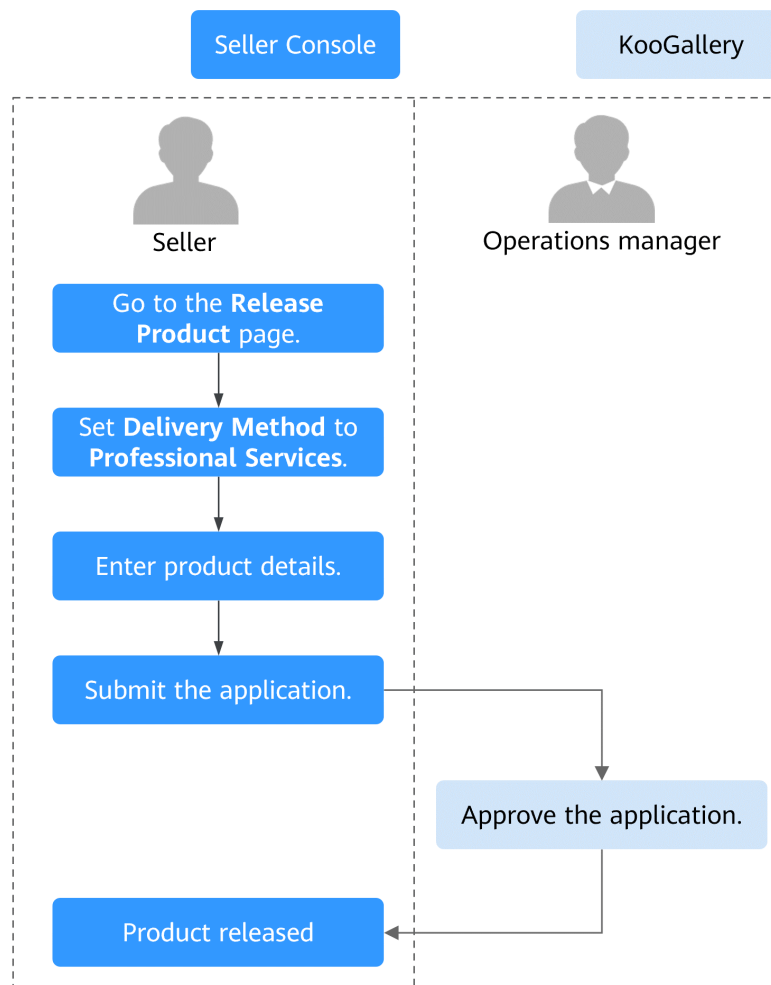 Seller Console
KooGallery
Seller
Operations manager
Go to the Release
Product page.
Set Delivery Method to
Professional Services.
Enter product details.
Submit the application.
Approve the application.
Product released